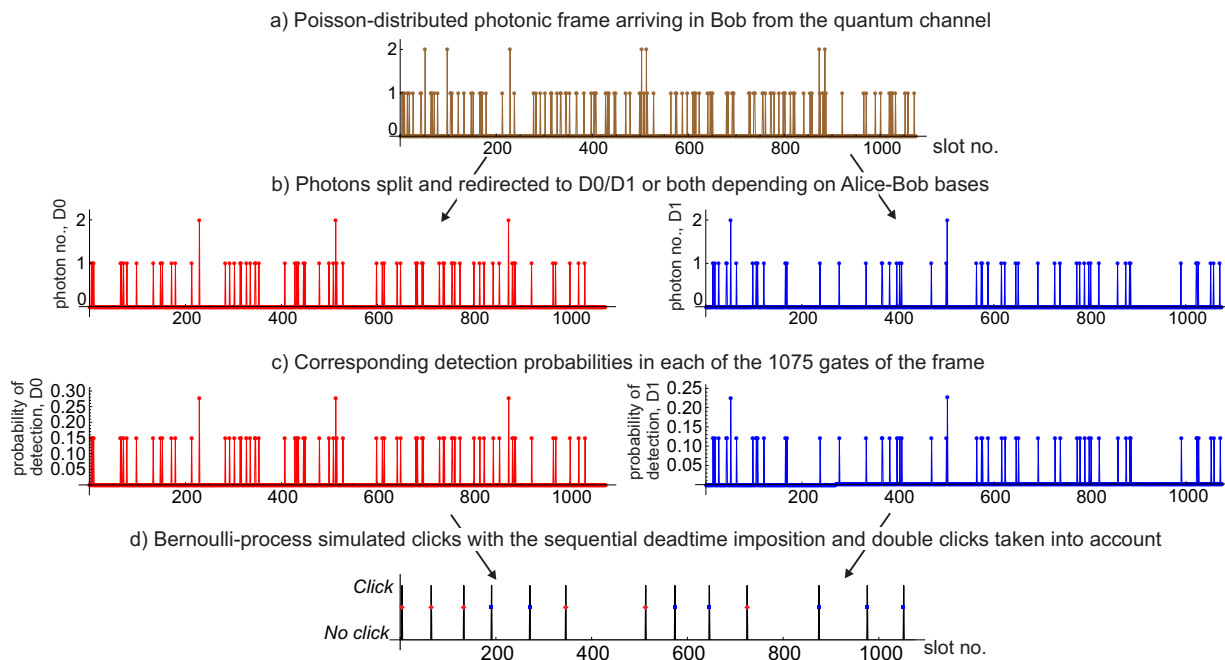 a) Poisson-distributed photonic frame arriving in Bob from the quantum channel
2
1
0
200 400 600 800 1000 slot no.
b) Photons split and redirected to D0/D1 or both depending on Alice-Bob bases
photon no., D0
2
1
0
200 400 600 800 1000
photon no., D1
2
1
0
200 400 600 800 1000
c) Corresponding detection probabilities in each of the 1075 gates of the frame
probability of
detection, D0
0.30
0.25
0.20
0.15
0.10
0.05
200 400 600 800 1000
probability of
detection, D1
0.25
0.20
0.15
0.10
0.05
200 400 600 800 1000
d) Bernoulli-process simulated clicks with the sequential deadtime imposition and double clicks taken into account
Click
No click
200 400 600 800 1000 slot no.